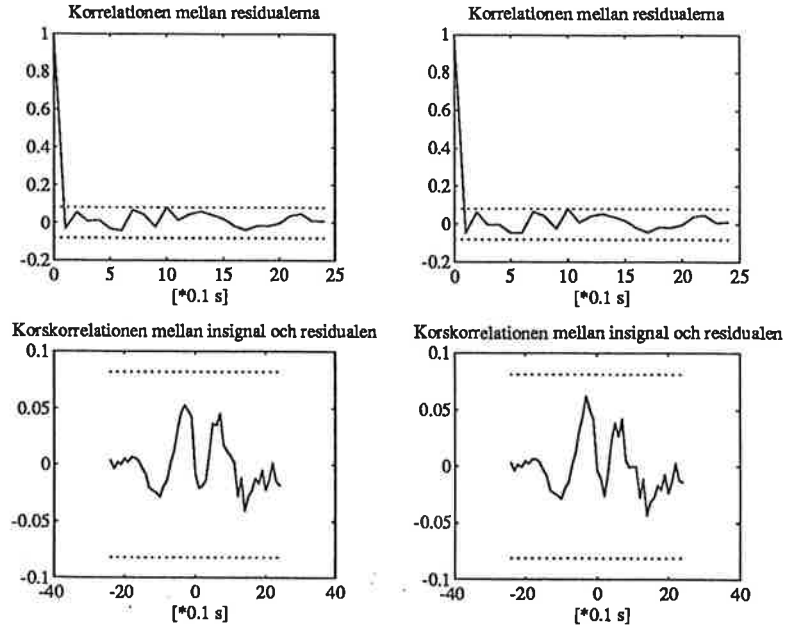 Korrelationen mellan residualerna
1
0.8
0.6
0.4
0.2
0
-0.2
0 5 10 15 20 25
[*0.1 s]
Korrelationen mellan residualerna
1
0.8
0.6
0.4
0.2
0
-0.2
0 5 10 15 20 25
[*0.1 s]
Korskorrelationen mellan insignal och residualen
0.1
0.05
0
-0.05
-0.1
-40 -20 0 20 40
[*0.1 s]
Korskorrelationen mellan insignal och residualen
0.1
0.05
0
-0.05
-0.1
-40 -20 0 20 40
[*0.1 s]